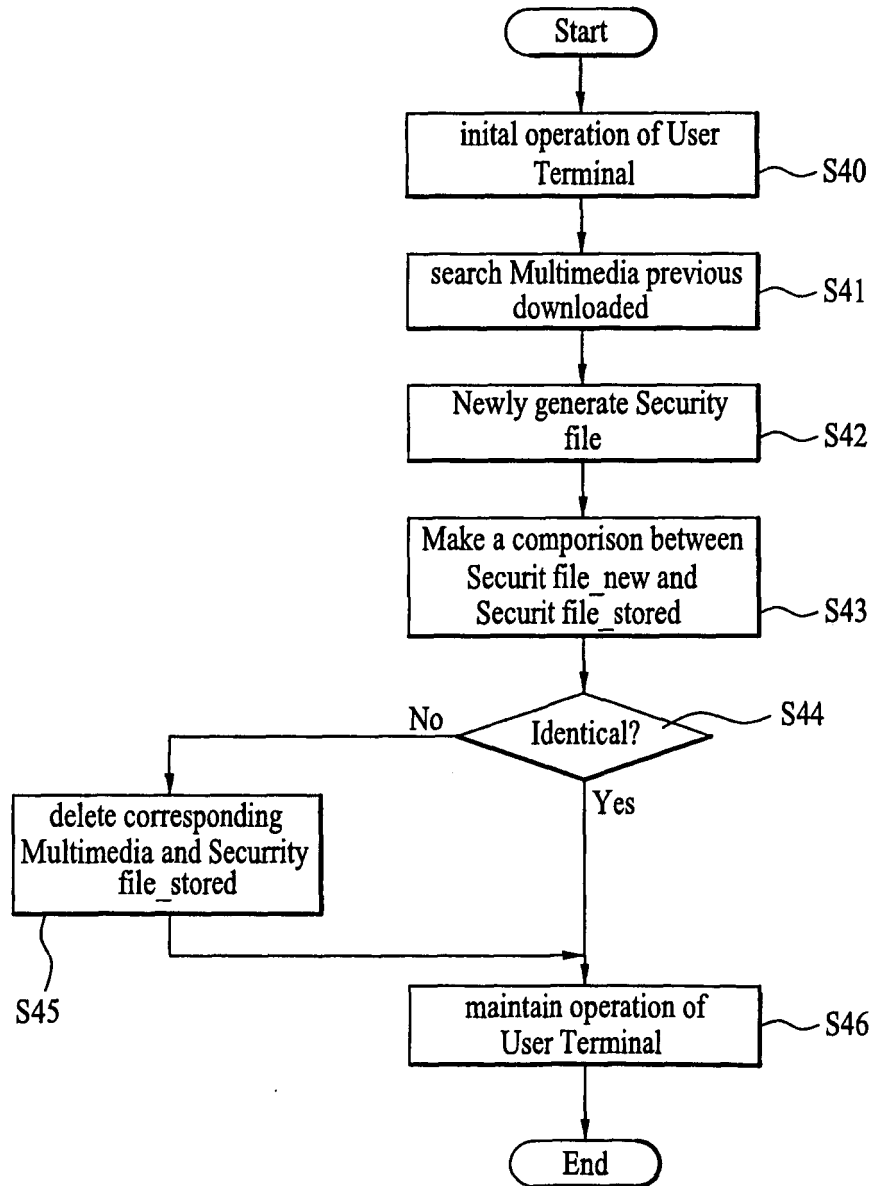 Start
inital operation of User
Terminal
S40
search Multimedia previous
downloaded
S41
Newly generate Security
file
S42
Make a comporison between
Securit file_new and
Securit file_stored
S43
Identical?
S44
No
Yes
delete corresponding
Multimedia and Securrity
file_stored
S45
maintain operation of
User Terminal
S46
End